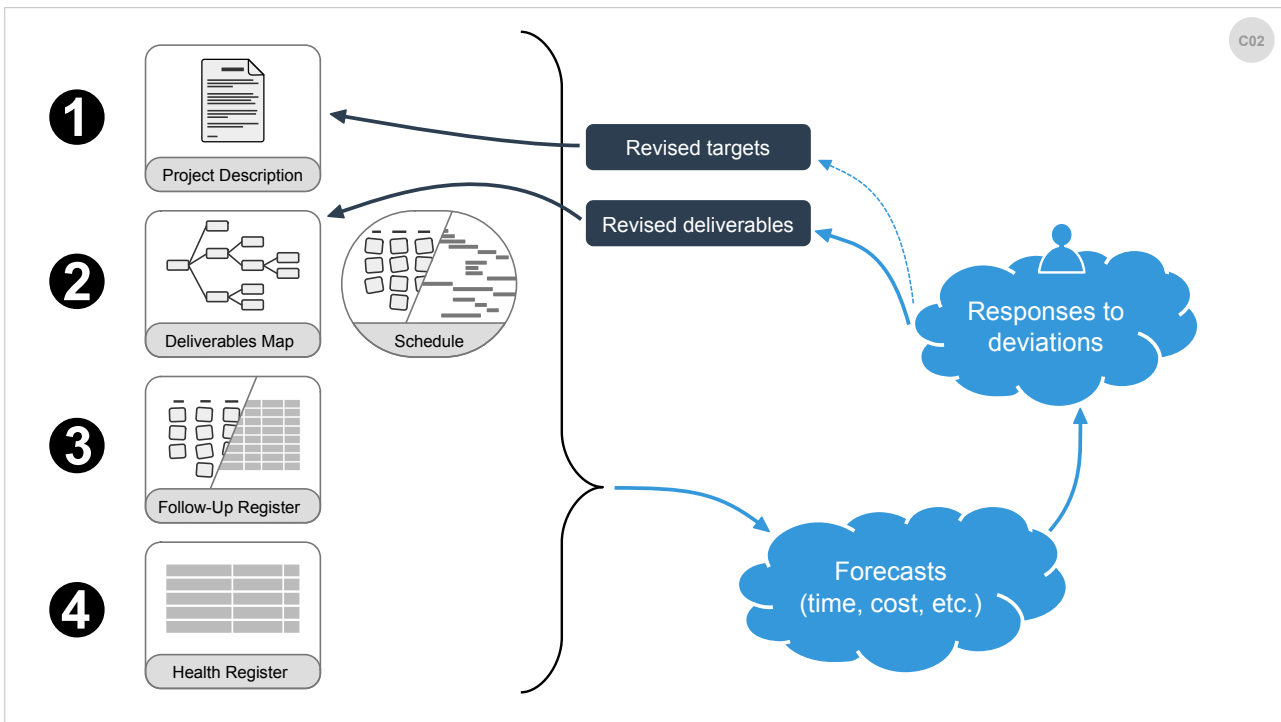 C02
1
Project Description
2
Deliverables Map
Schedule
3
Follow-Up Register
4
Health Register
Revised targets
Revised deliverables
Responses to
deviations
Forecasts
(time, cost, etc.)